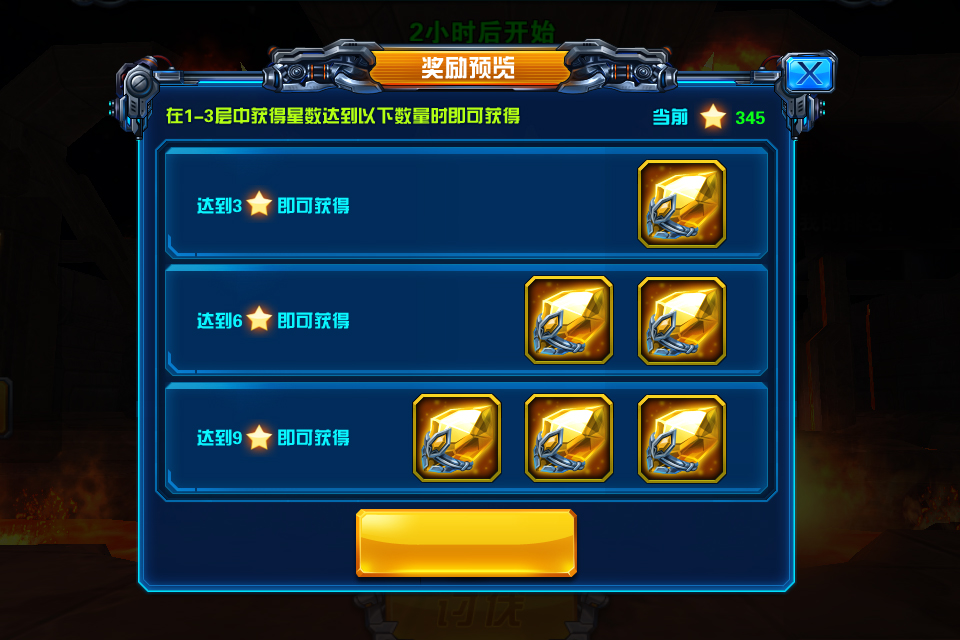 2小时后开始
奖励预览
X
在1-3层中获得星数达到以下数量时即可获得
当前 345
达到3 即可获得
达到6 即可获得
达到9 即可获得
讨伐